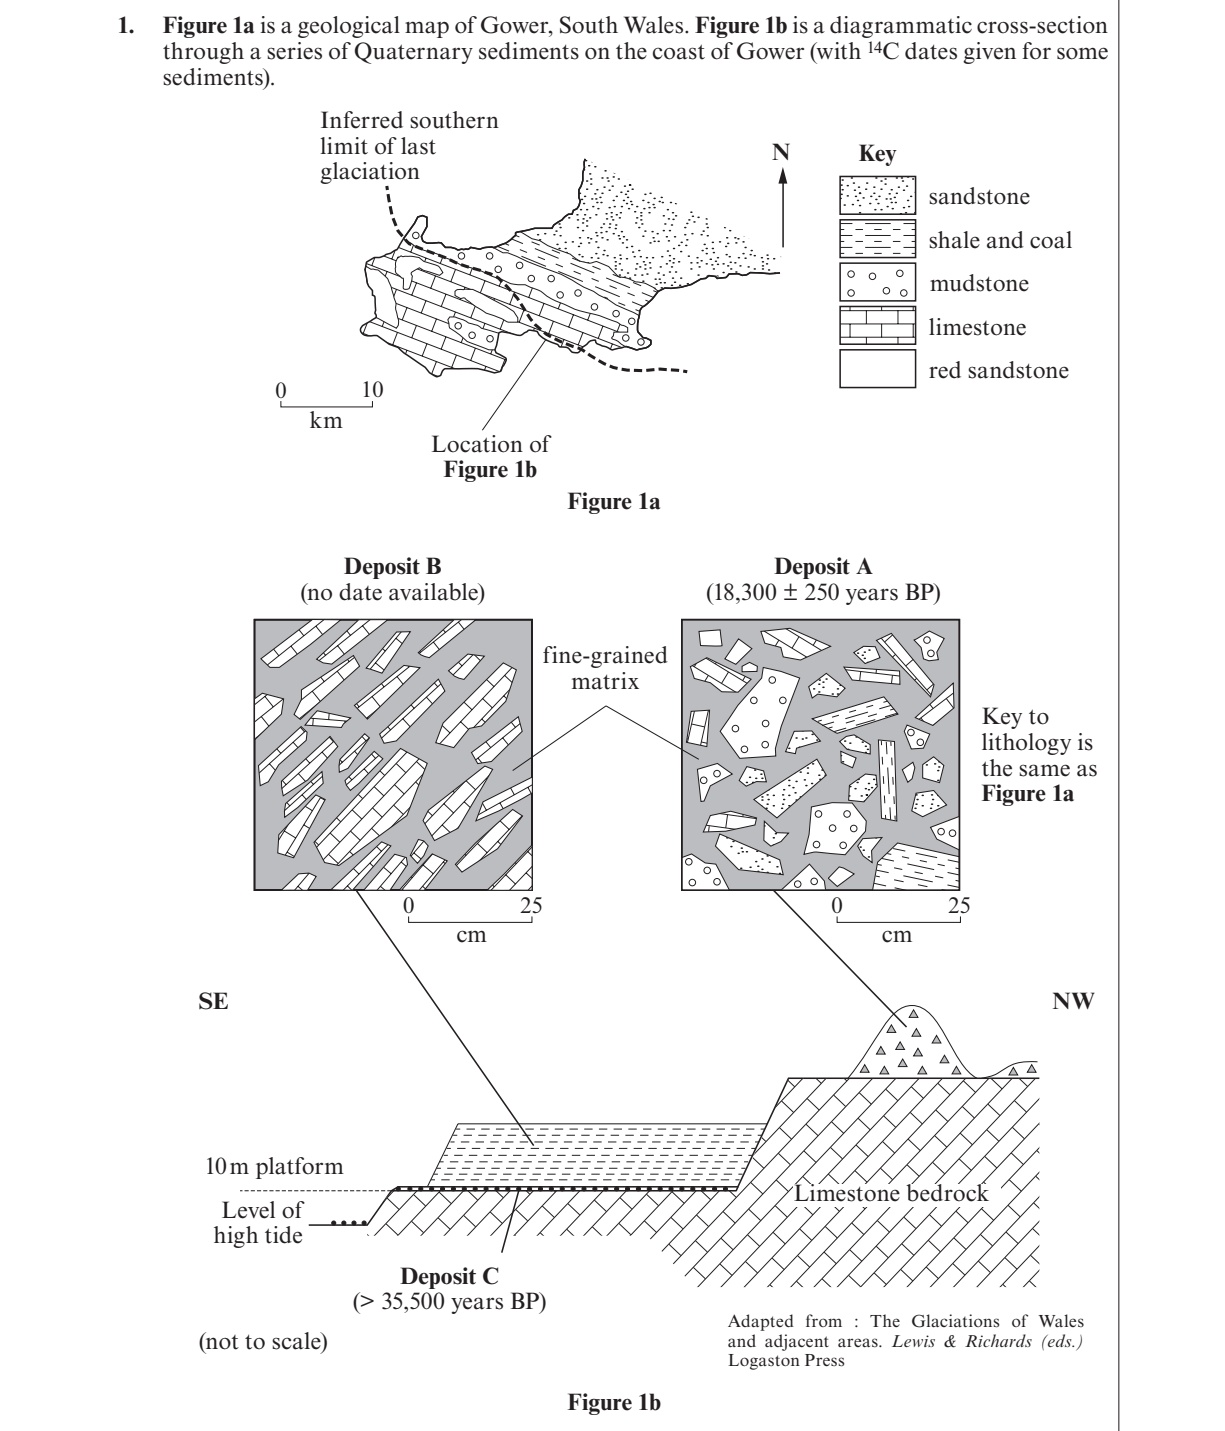 1. Figure 1a is a geological map of Gower, South Wales. Figure 1b is a diagrammatic cross-section
through a series of Quaternary sediments on the coast of Gower (with ¹⁴C dates given for some
sediments).
Inferred southern
limit of last
glaciation
N
Key
sandstone
shale and coal
mudstone
limestone
red sandstone
0 10
km
Location of
Figure 1b
Figure 1a
Deposit B
(no date available)
Deposit A
(18,300 ± 250 years BP)
fine-grained
matrix
Key to
lithology is
the same as
Figure 1a
0 25
cm
0 25
cm
SE
NW
10 m platform
Level of
high tide
Limestone bedrock
Deposit C
(> 35,500 years BP)
(not to scale)
Adapted from : The Glaciations of Wales
and adjacent areas. Lewis & Richards (eds.)
Logaston Press
Figure 1b